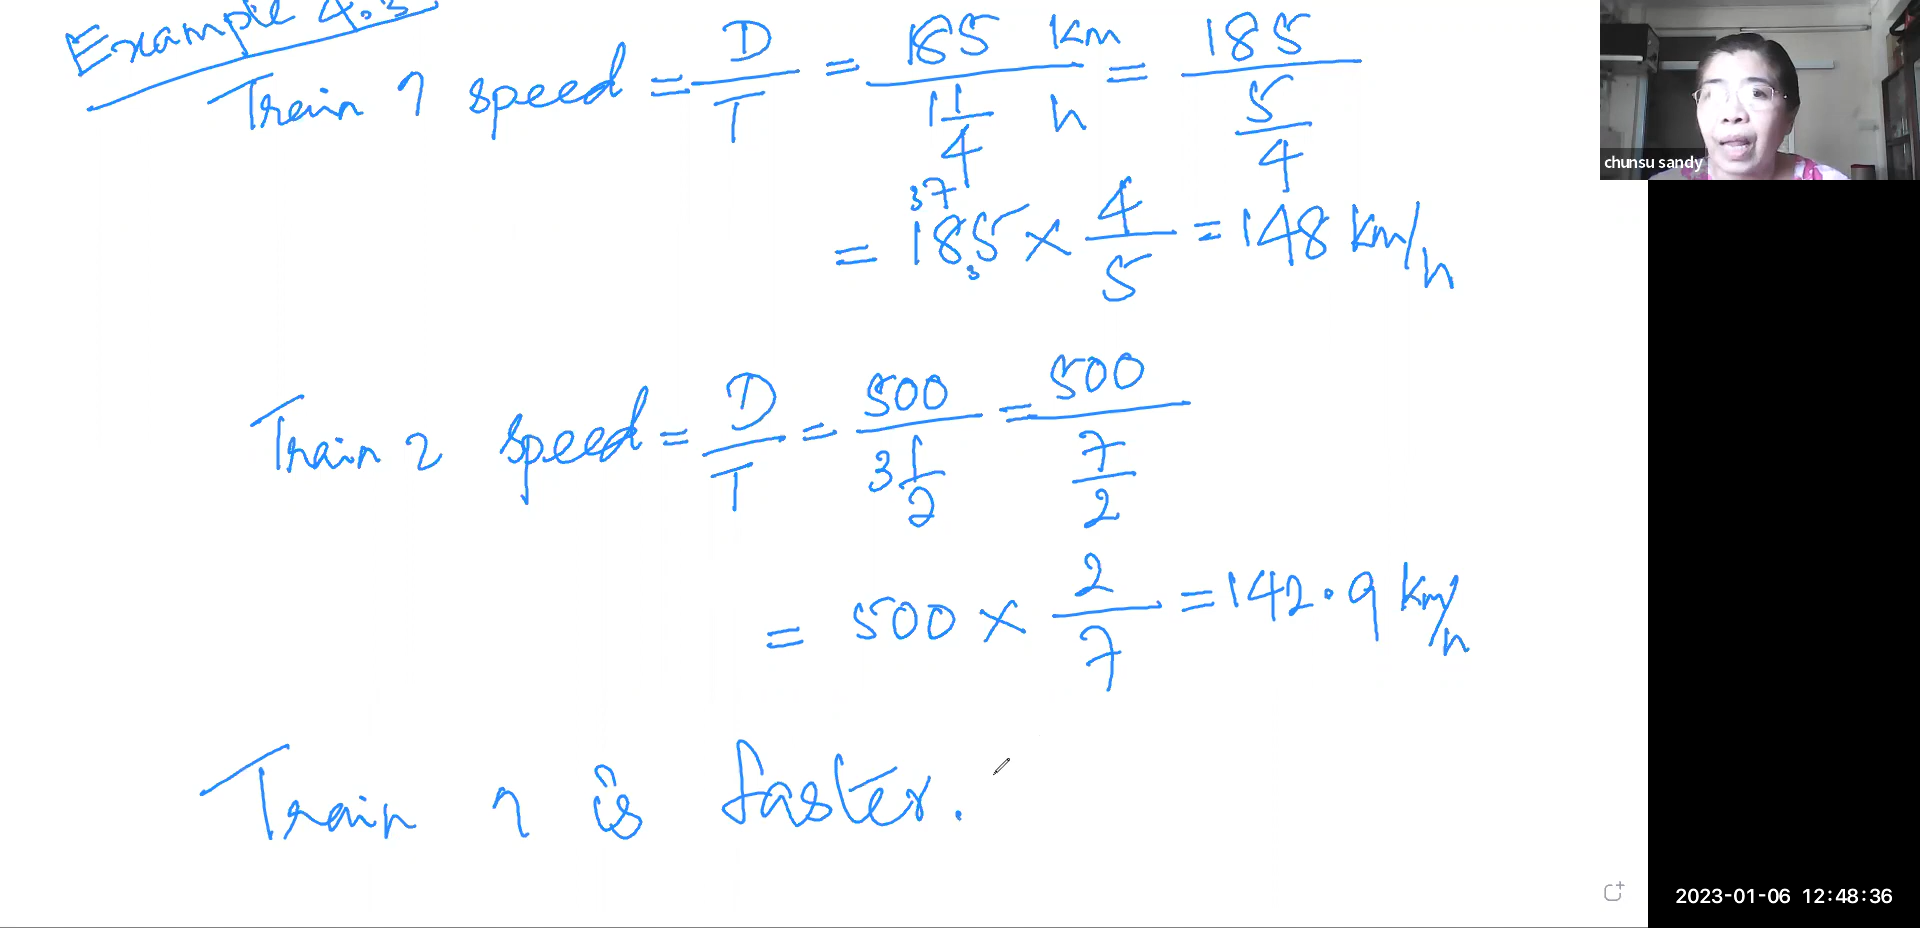 Example 4.3
Train 1 speed = D/T = 185 km / 1 1/4 h = 185 / 5/4
= 185 × 4/5 = 148 km/h
37
3
Train 2 speed = D/T = 500 / 3 1/2 = 500 / 7/2
= 500 × 2/7 = 142.9 km/h
Train 1 is faster.
chunsu sandy
2023-01-06 12:48:36